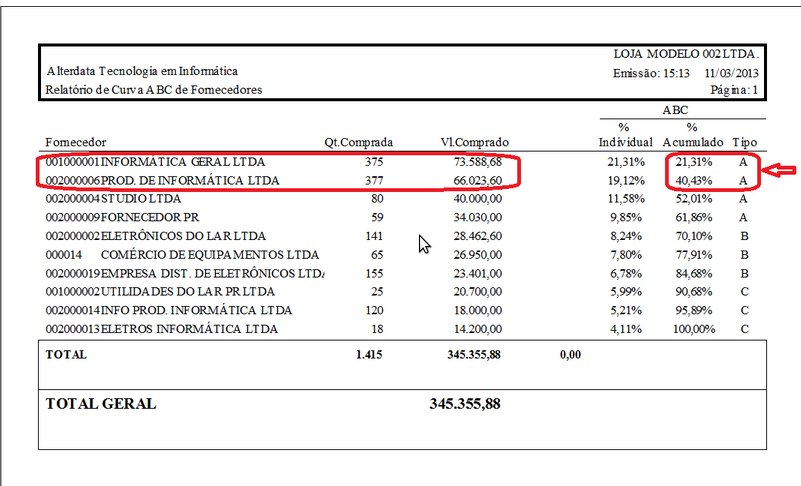 LOJA MODELO 002 LTDA.
Alterdata Tecnologia em Informática
Emissão: 15:13 11/03/2013
Relatório de Curva ABC de Fornecedores Página: 1
ABC
% %
Fornecedor Qt.Comprada Vl.Comprado Individual Acumulado Tipo
001000001 INFORMATICA GERAL LTDA 375 73.588,68 21,31% 21,31% A
002000006 PROD. DE INFORMÁTICA LTDA 377 66.023,60 19,12% 40,43% A
002000004 STUDIO LTDA 80 40.000,00 11,58% 52,01% A
002000009 FORNECEDOR PR 59 34.030,00 9,85% 61,86% A
002000002 ELETRÔNICOS DO LAR LTDA 141 28.462,60 8,24% 70,10% B
000014 COMÉRCIO DE EQUIPAMENTOS LTDA 65 26.950,00 7,80% 77,91% B
002000019 EMPRESA DIST. DE ELETRÔNICOS LTDA 155 23.401,00 6,78% 84,68% B
001000002 UTILIDADES DO LAR PR LTDA 25 20.700,00 5,99% 90,68% C
002000014 INFO PROD. INFORMÁTICA LTDA 120 18.000,00 5,21% 95,89% C
002000013 ELETROS INFORMÁTICA LTDA 18 14.200,00 4,11% 100,00% C
TOTAL 1.415 345.355,88 0,00
TOTAL GERAL 345.355,88